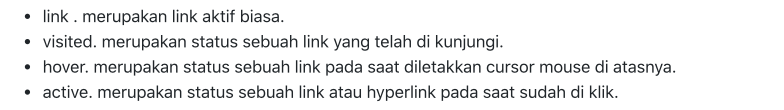 • link . merupakan link aktif biasa.
• visited. merupakan status sebuah link yang telah di kunjungi.
• hover. merupakan status sebuah link pada saat diletakkan cursor mouse di atasnya.
• active. merupakan status sebuah link atau hyperlink pada saat sudah di klik.